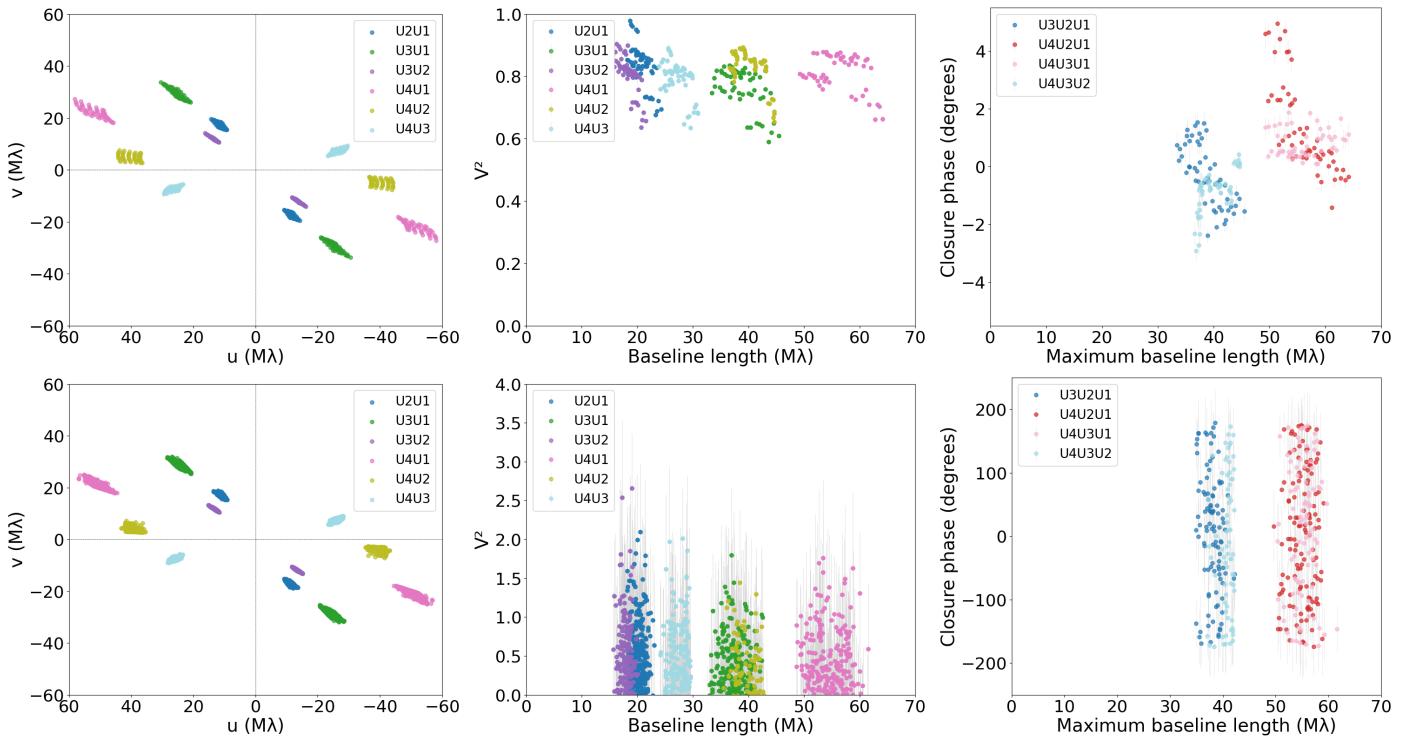 60
40
20
0
−20
−40
−60
60 40 20 0 −20 −40 −60
v (Mλ)
u (Mλ)
U2U1
U3U1
U3U2
U4U1
U4U2
U4U3
1.0
0.8
0.6
0.4
0.2
0.0
0 10 20 30 40 50 60 70
V²
Baseline length (Mλ)
U2U1
U3U1
U3U2
U4U1
U4U2
U4U3
4
2
0
−2
−4
0 10 20 30 40 50 60 70
Closure phase (degrees)
Maximum baseline length (Mλ)
U3U2U1
U4U2U1
U4U3U1
U4U3U2
60
40
20
0
−20
−40
−60
60 40 20 0 −20 −40 −60
v (Mλ)
u (Mλ)
U2U1
U3U1
U3U2
U4U1
U4U2
U4U3
4.0
3.5
3.0
2.5
2.0
1.5
1.0
0.5
0.0
0 10 20 30 40 50 60 70
V²
Baseline length (Mλ)
U2U1
U3U1
U3U2
U4U1
U4U2
U4U3
200
100
0
−100
−200
0 10 20 30 40 50 60 70
Closure phase (degrees)
Maximum baseline length (Mλ)
U3U2U1
U4U2U1
U4U3U1
U4U3U2